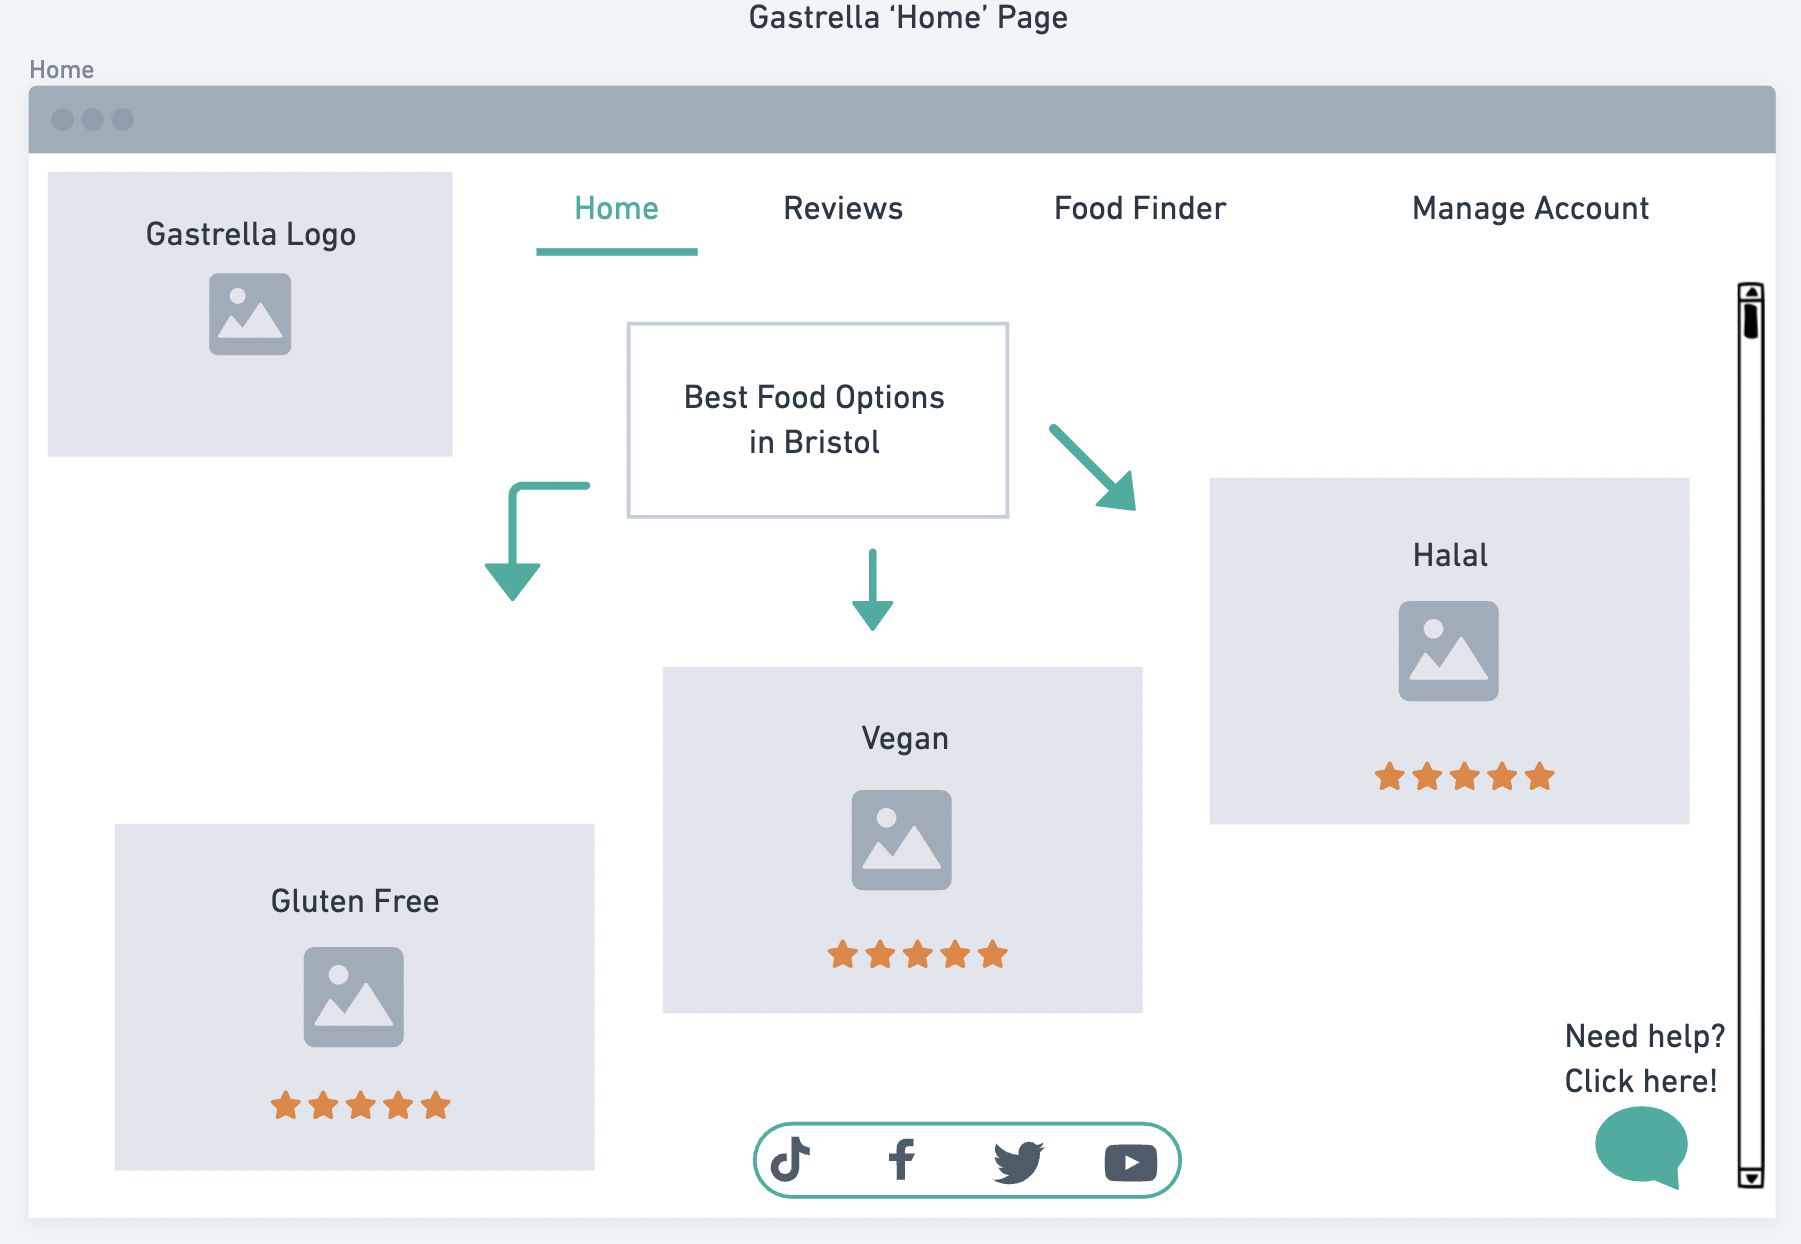 Gastrella ‘Home’ Page
Home
Gastrella Logo
Home
Reviews
Food Finder
Manage Account
Best Food Options
in Bristol
Halal
Vegan
Gluten Free
Need help?
Click here!